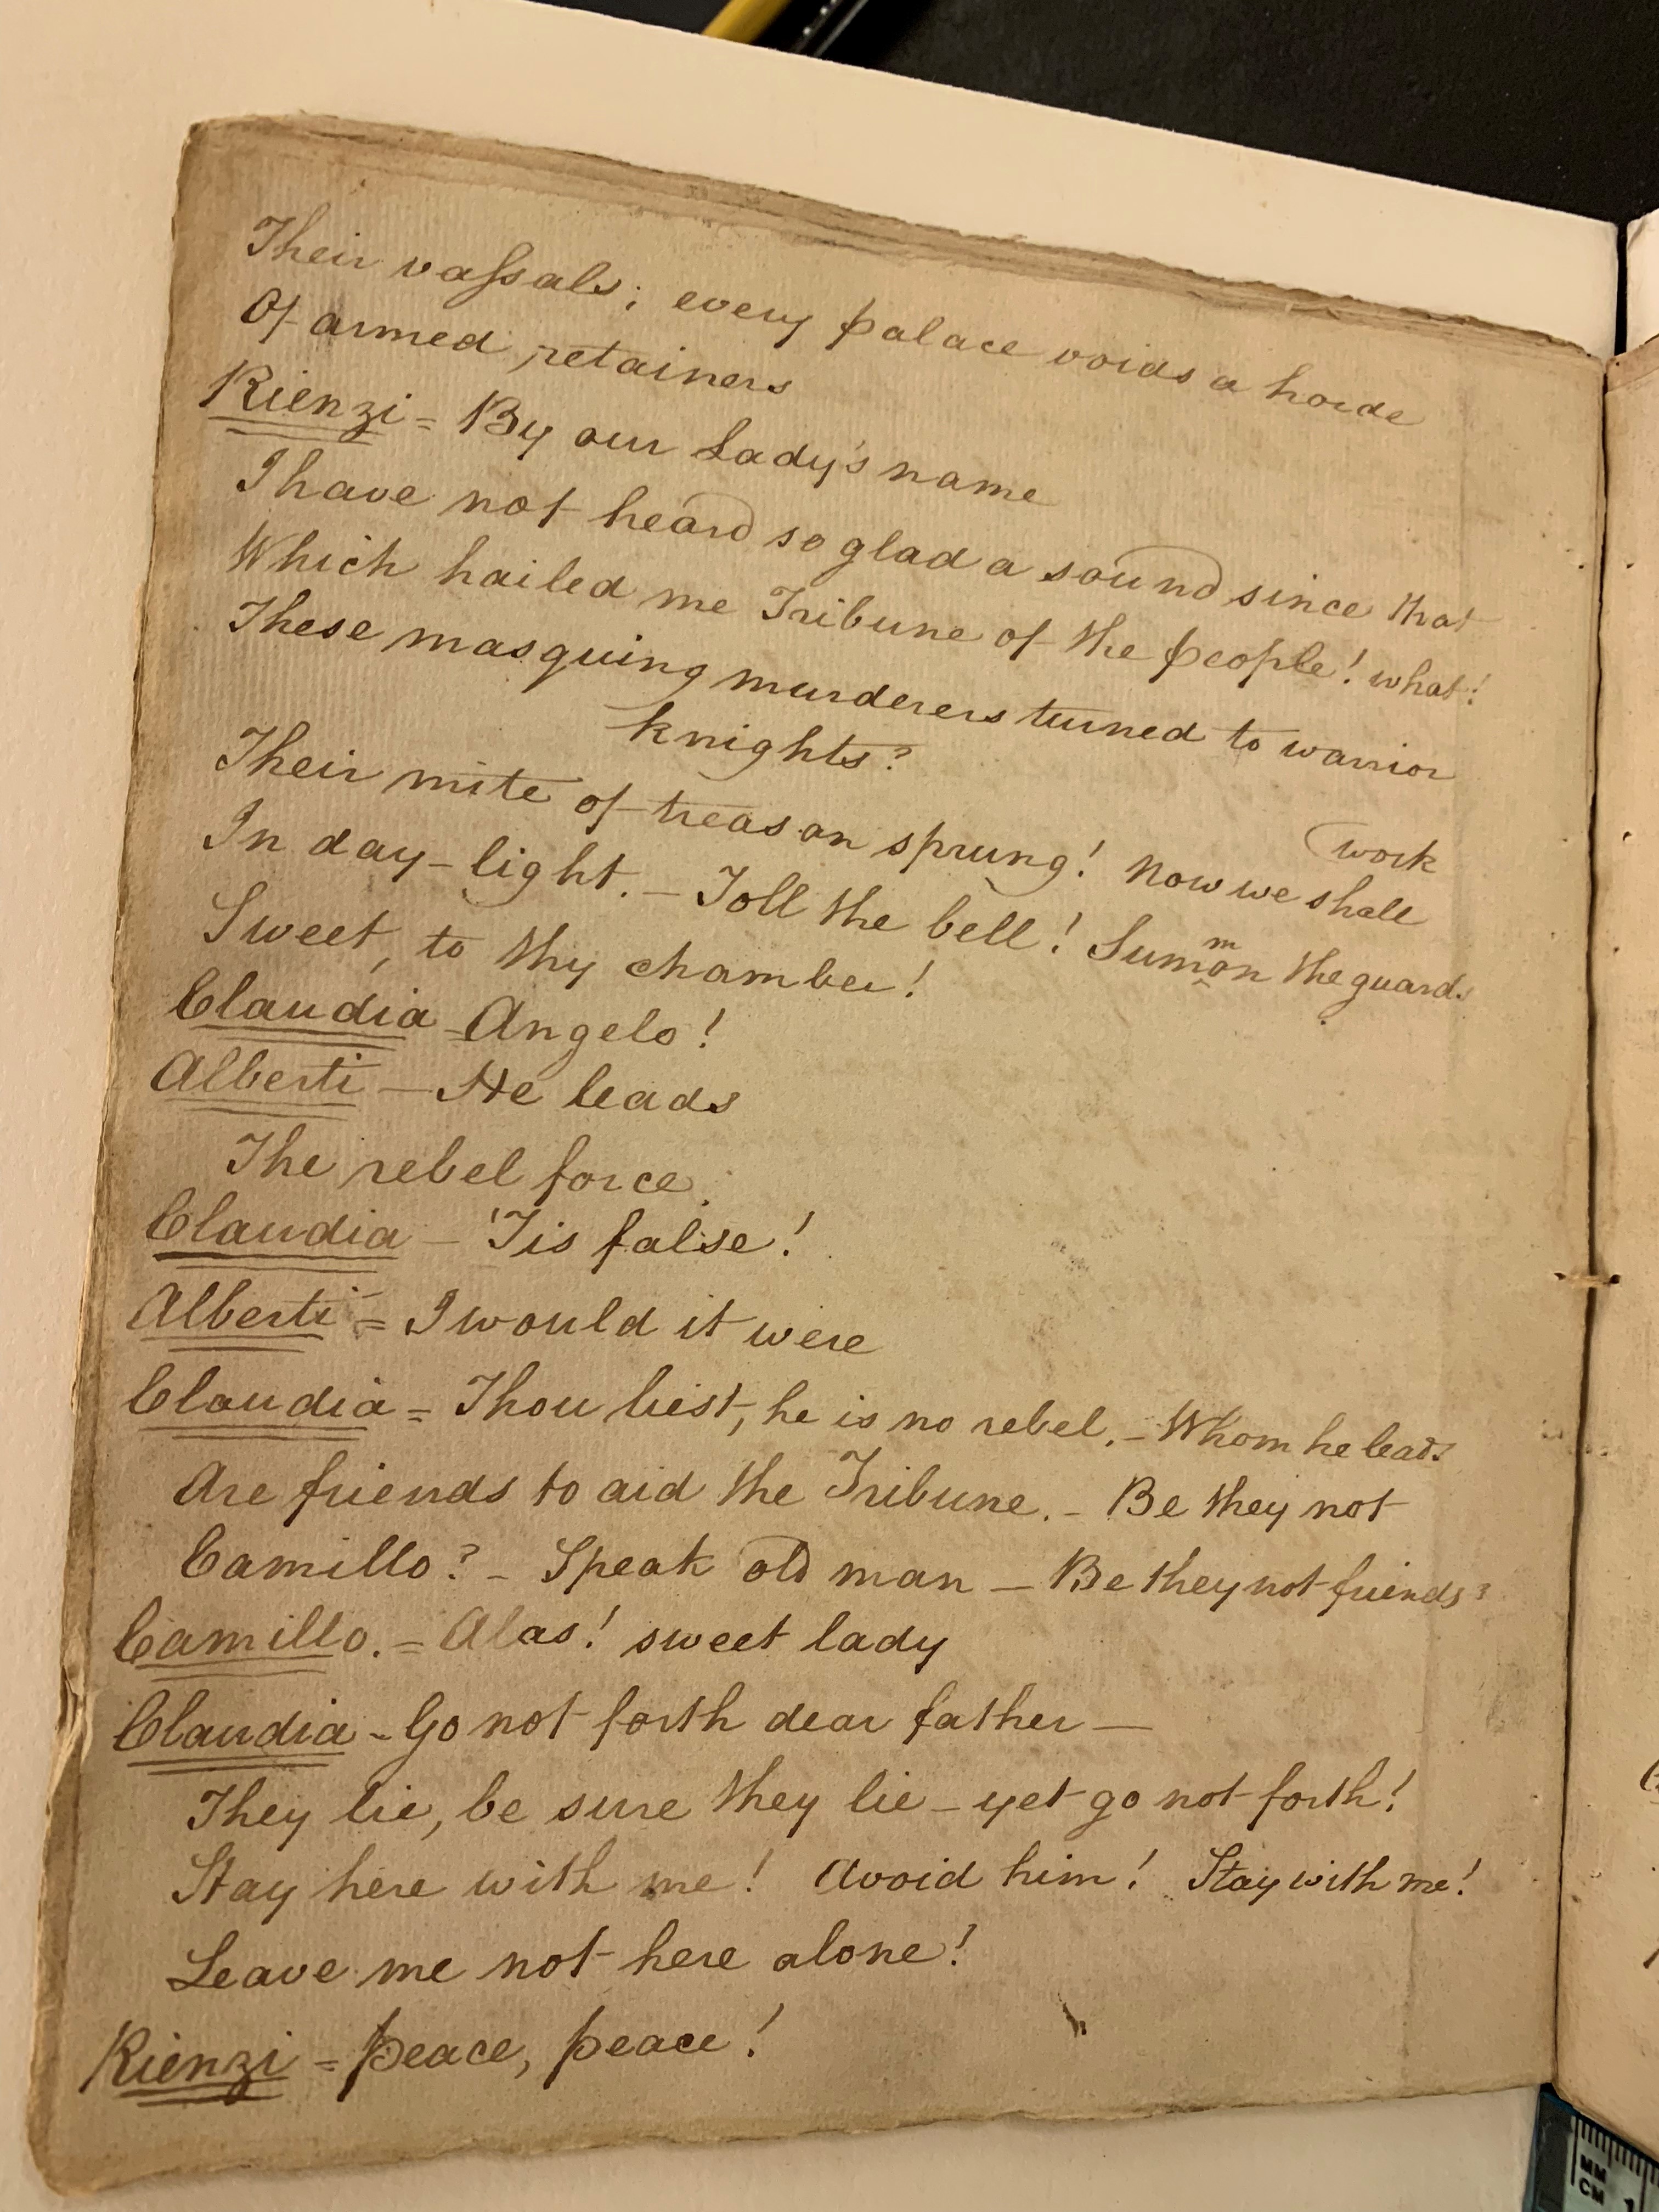 Their vaſsals; every palace voids a horde
Of armed retainers
Rienzi = By our Lady's name
I have not heard so glad a sound since that
Which hailed me Tribune of the people! what!
These masquing murderers turned to warrior
knights?
Their mite of treason sprung! Now we shall
work
In day-light. - Toll the bell! Summon the guard.
Sweet, to thy chamber!
Claudia - Angelo!
Alberti - He leads
The rebel force.
Claudia - 'Tis false!
Alberti = I would it were
Claudia = Thou liest, he is no rebel. - Whom he leads
Are friends to aid the Tribune. - Be they not
Camillo? - Speak old man - Be they not friends?
Camillo. = Alas! sweet lady
Claudia - Go not forth dear father -
They lie, be sure they lie - yet go not forth!
Stay here with me! Avoid him! Stay with me!
Leave me not here alone!
Rienzi = peace, peace!
MM
CM 1